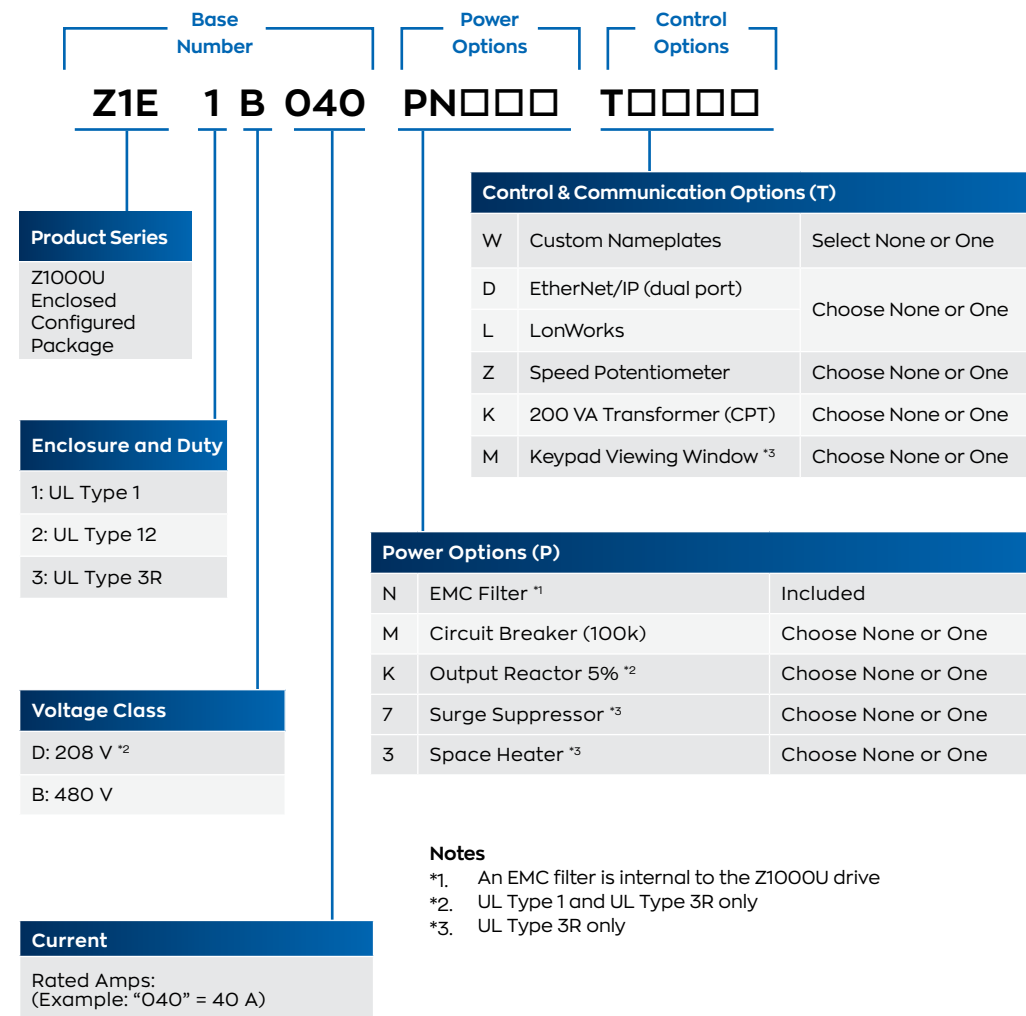 Base Number
Power Options
Control Options
Z1E 1 B 040 PN□□□ T□□□□
Control & Communication Options (T)
W Custom Nameplates Select None or One
D EtherNet/IP (dual port) Choose None or One
L LonWorks
Z Speed Potentiometer Choose None or One
K 200 VA Transformer (CPT) Choose None or One
M Keypad Viewing Window *3 Choose None or One
Product Series
Z1000U
Enclosed
Configured
Package
Enclosure and Duty
1: UL Type 1
2: UL Type 12
3: UL Type 3R
Power Options (P)
N EMC Filter *1 Included
M Circuit Breaker (100k) Choose None or One
K Output Reactor 5% *2 Choose None or One
7 Surge Suppressor *3 Choose None or One
3 Space Heater *3 Choose None or One
Voltage Class
D: 208 V *2
B: 480 V
Notes
*1. An EMC filter is internal to the Z1000U drive
*2. UL Type 1 and UL Type 3R only
*3. UL Type 3R only
Current
Rated Amps:
(Example: “040” = 40 A)